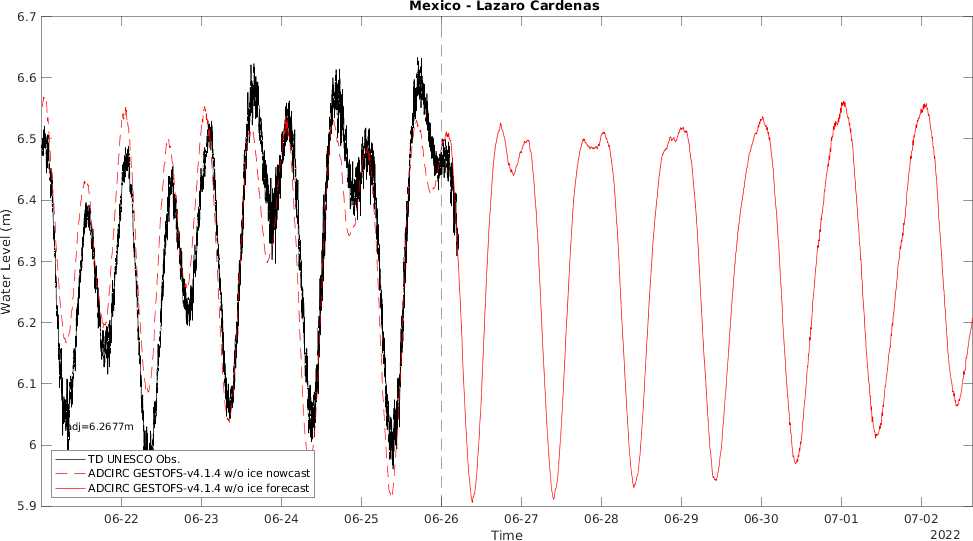 Mexico - Lazaro Cardenas
6.7
6.6
6.5
6.4
6.3
6.2
6.1
6
5.9
Water Level (m)
adj=6.2677m
TD UNESCO Obs.
ADCIRC GESTOFS-v4.1.4 w/o ice nowcast
ADCIRC GESTOFS-v4.1.4 w/o ice forecast
06-22 06-23 06-24 06-25 06-26 06-27 06-28 06-29 06-30 07-01 07-02
Time
2022